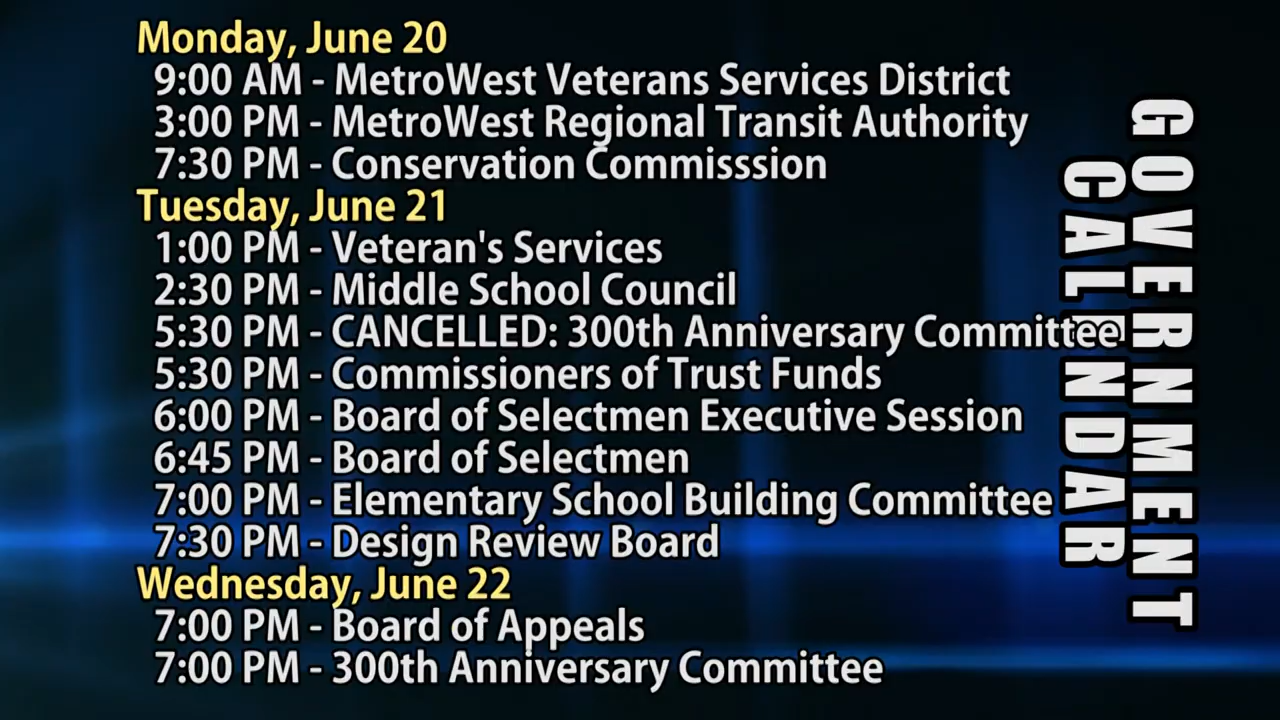 Monday, June 20
9:00 AM - MetroWest Veterans Services District
3:00 PM - MetroWest Regional Transit Authority
7:30 PM - Conservation Commisssion
Tuesday, June 21
1:00 PM - Veteran's Services
2:30 PM - Middle School Council
5:30 PM - CANCELLED: 300th Anniversary Committee
5:30 PM - Commissioners of Trust Funds
6:00 PM - Board of Selectmen Executive Session
6:45 PM - Board of Selectmen
7:00 PM - Elementary School Building Committee
7:30 PM - Design Review Board
Wednesday, June 22
7:00 PM - Board of Appeals
7:00 PM - 300th Anniversary Committee
GOVERNMENT
CALENDAR